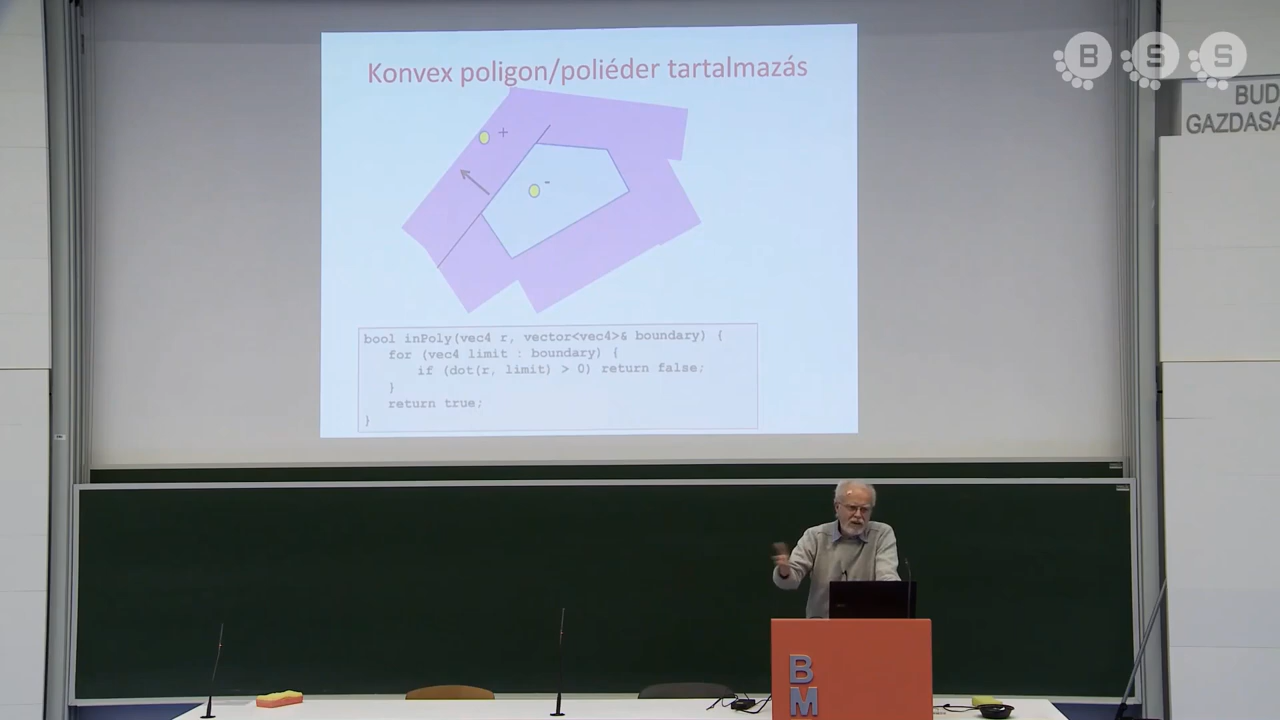 Konvex poligon/poliéder tartalmazás
+
-
bool inPoly(vec4 r, vector<vec4>& boundary) {
for (vec4 limit : boundary) {
if (dot(r, limit) > 0) return false;
}
return true;
}
B S S
BUD
GAZDASÁ
B
M